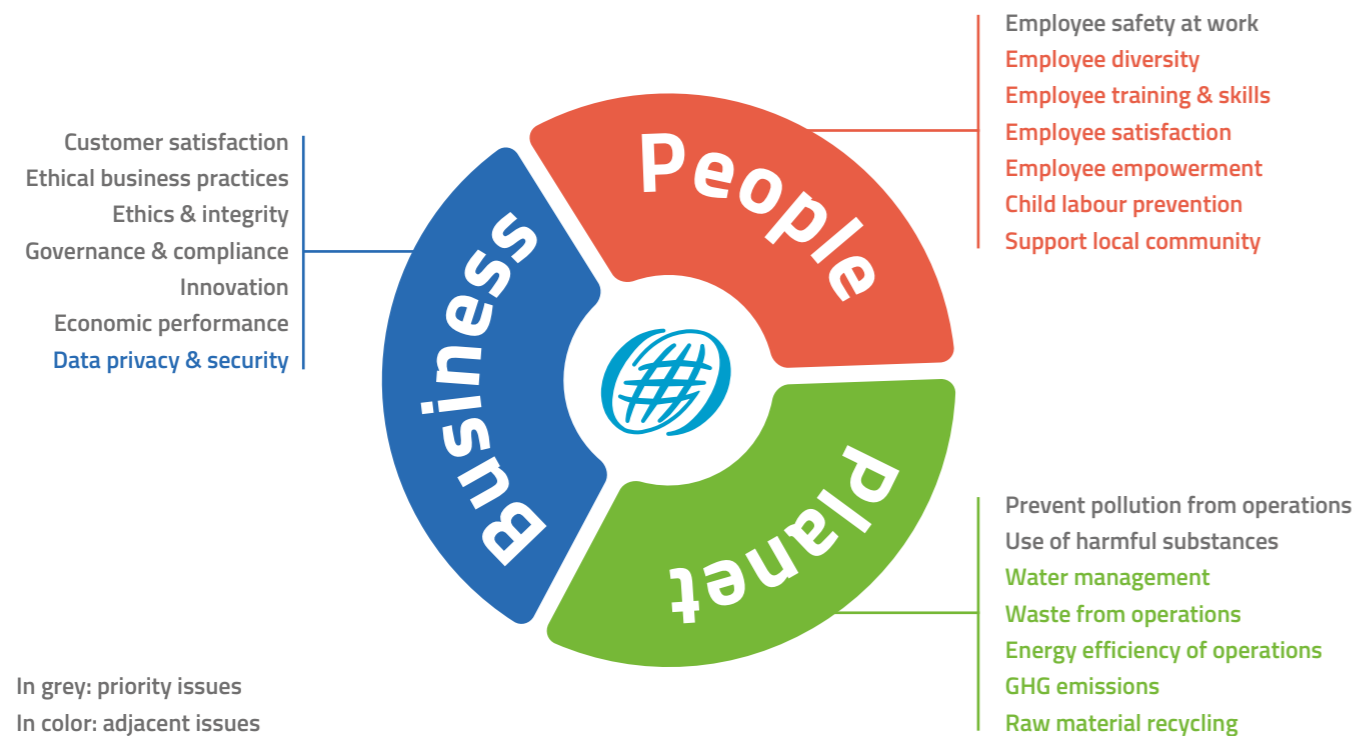 Employee safety at work
Employee diversity
Employee training & skills
Employee satisfaction
Employee empowerment
Child labour prevention
Support local community
People
Customer satisfaction
Ethical business practices
Ethics & integrity
Governance & compliance
Innovation
Economic performance
Data privacy & security
Business
Planet
Prevent pollution from operations
Use of harmful substances
Water management
Waste from operations
Energy efficiency of operations
GHG emissions
Raw material recycling
In grey: priority issues
In color: adjacent issues